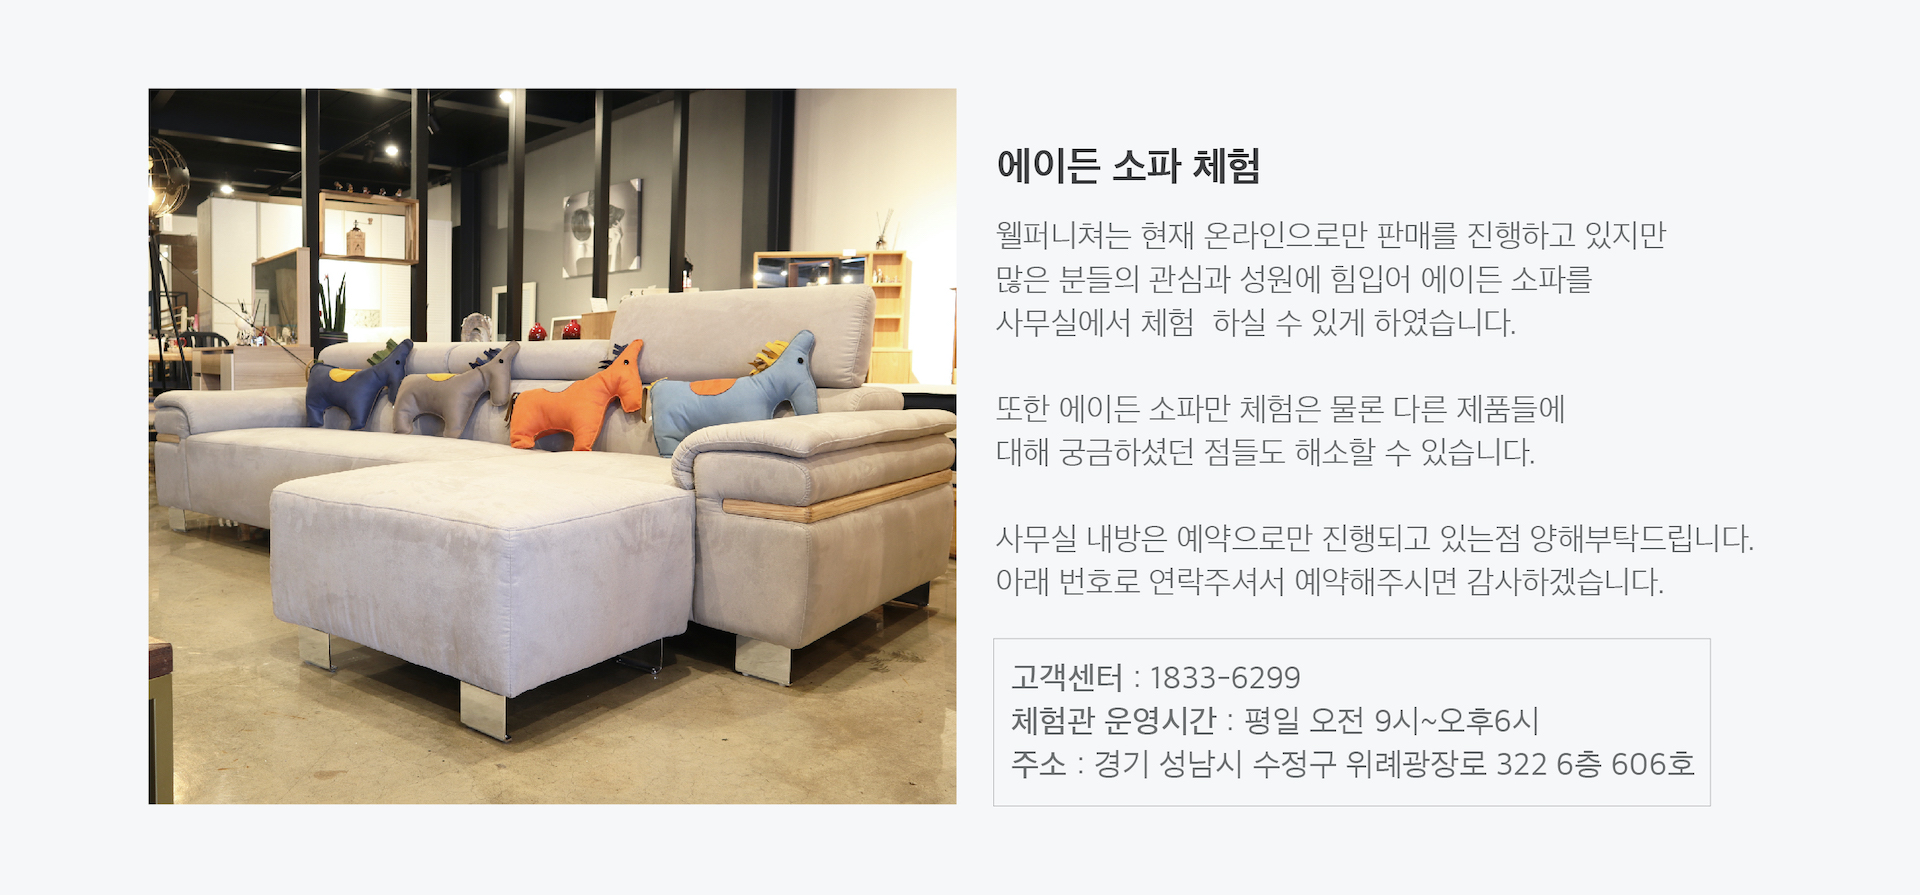 에이든 소파 체험
웰퍼니쳐는 현재 온라인으로만 판매를 진행하고 있지만
많은 분들의 관심과 성원에 힘입어 에이든 소파를
사무실에서 체험  하실 수 있게 하였습니다.
또한 에이든 소파만 체험은 물론 다른 제품들에
대해 궁금하셨던 점들도 해소할 수 있습니다.
사무실 내방은 예약으로만 진행되고 있는점 양해부탁드립니다.
아래 번호로 연락주셔서 예약해주시면 감사하겠습니다.
고객센터 : 1833-6299
체험관 운영시간 : 평일 오전 9시~오후6시
주소 : 경기 성남시 수정구 위례광장로 322 6층 606호